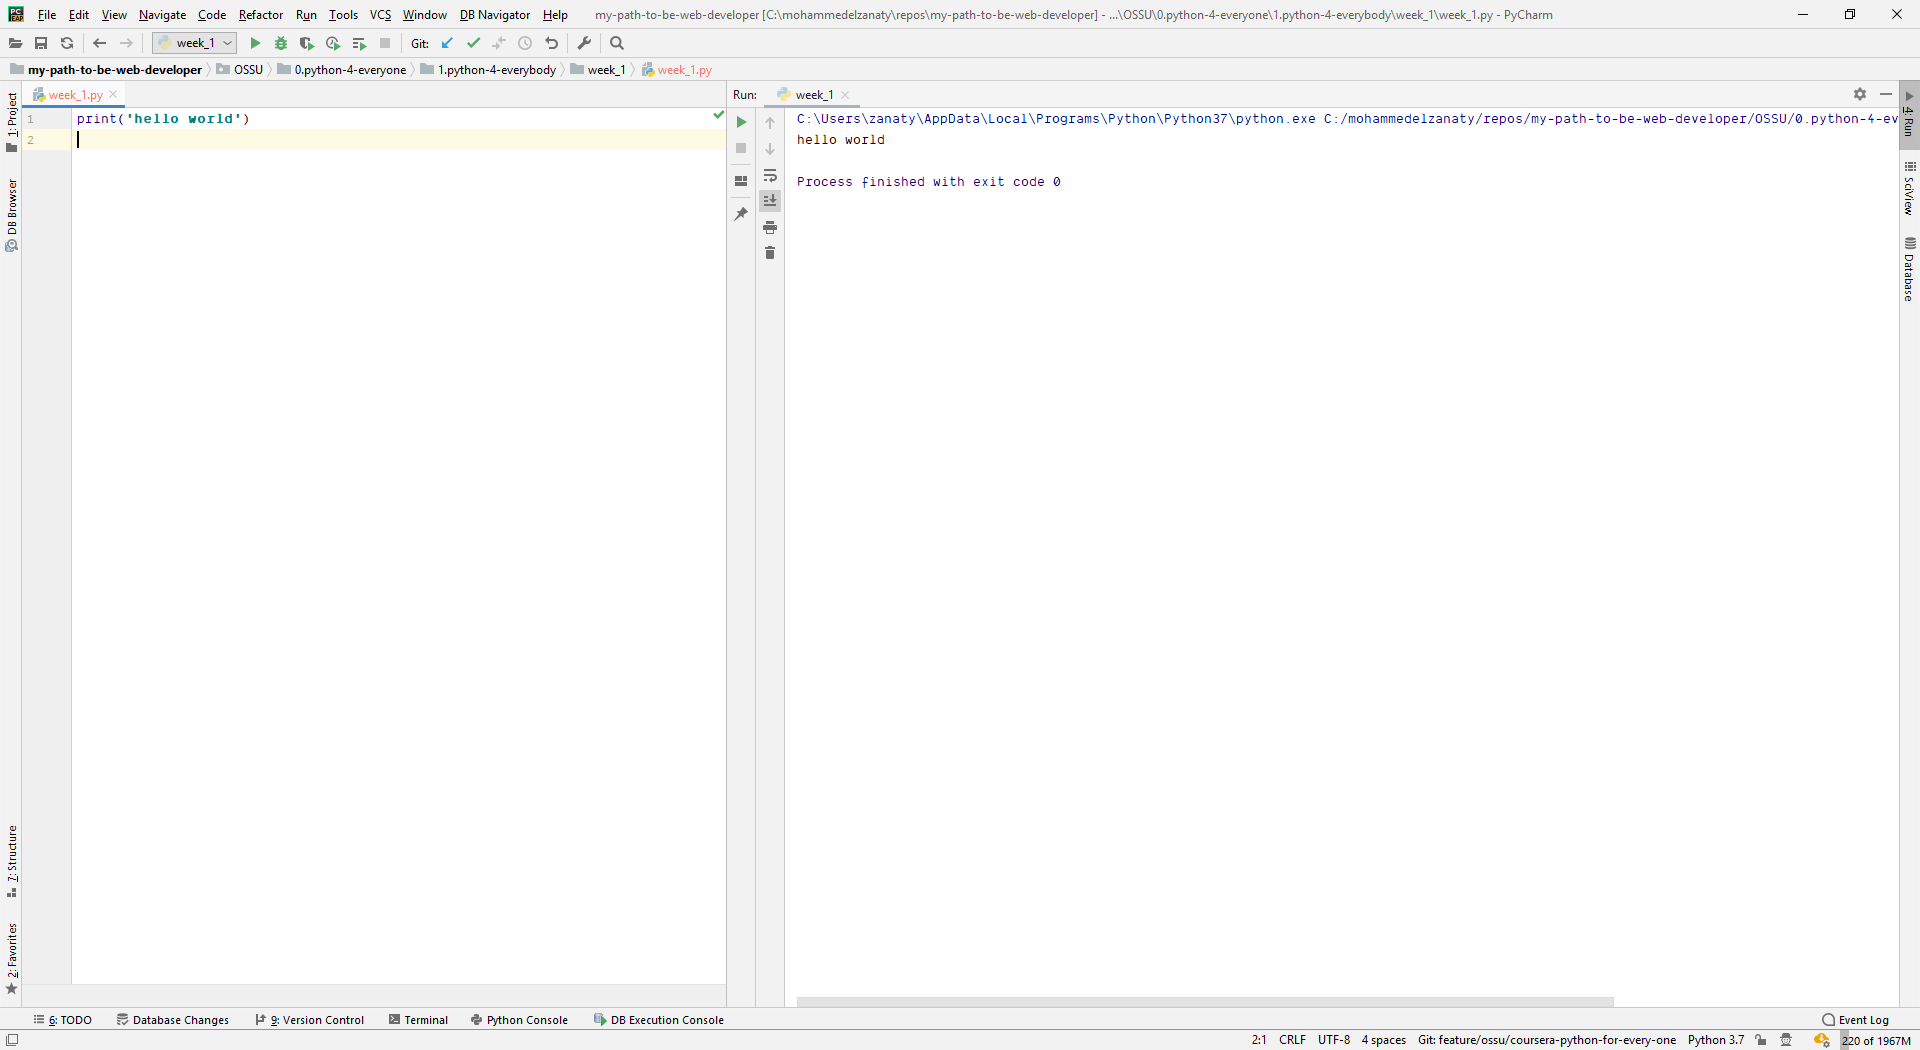 PC
EAP
File Edit View Navigate Code Refactor Run Tools VCS Window DB Navigator Help my-path-to-be-web-developer [C:\mohammedelzanaty\repos\my-path-to-be-web-developer] - ...\OSSU\0.python-4-everyone\1.python-4-everybody\week_1\week_1.py - PyCharm
week_1 Git:
my-path-to-be-web-developer OSSU 0.python-4-everyone 1.python-4-everybody week_1 week_1.py
week_1.py Run: week_1
1 print('hello world')
2
C:\Users\zanaty\AppData\Local\Programs\Python\Python37\python.exe C:/mohammedelzanaty/repos/my-path-to-be-web-developer/OSSU/0.python-4-ev
hello world
Process finished with exit code 0
1: Project
DB Browser
7: Structure
2: Favorites
4: Run
SciView
Database
6: TODO Database Changes 9: Version Control Terminal Python Console DB Execution Console Event Log
2:1 CRLF UTF-8 4 spaces Git: feature/ossu/coursera-python-for-every-one Python 3.7 220 of 1967M